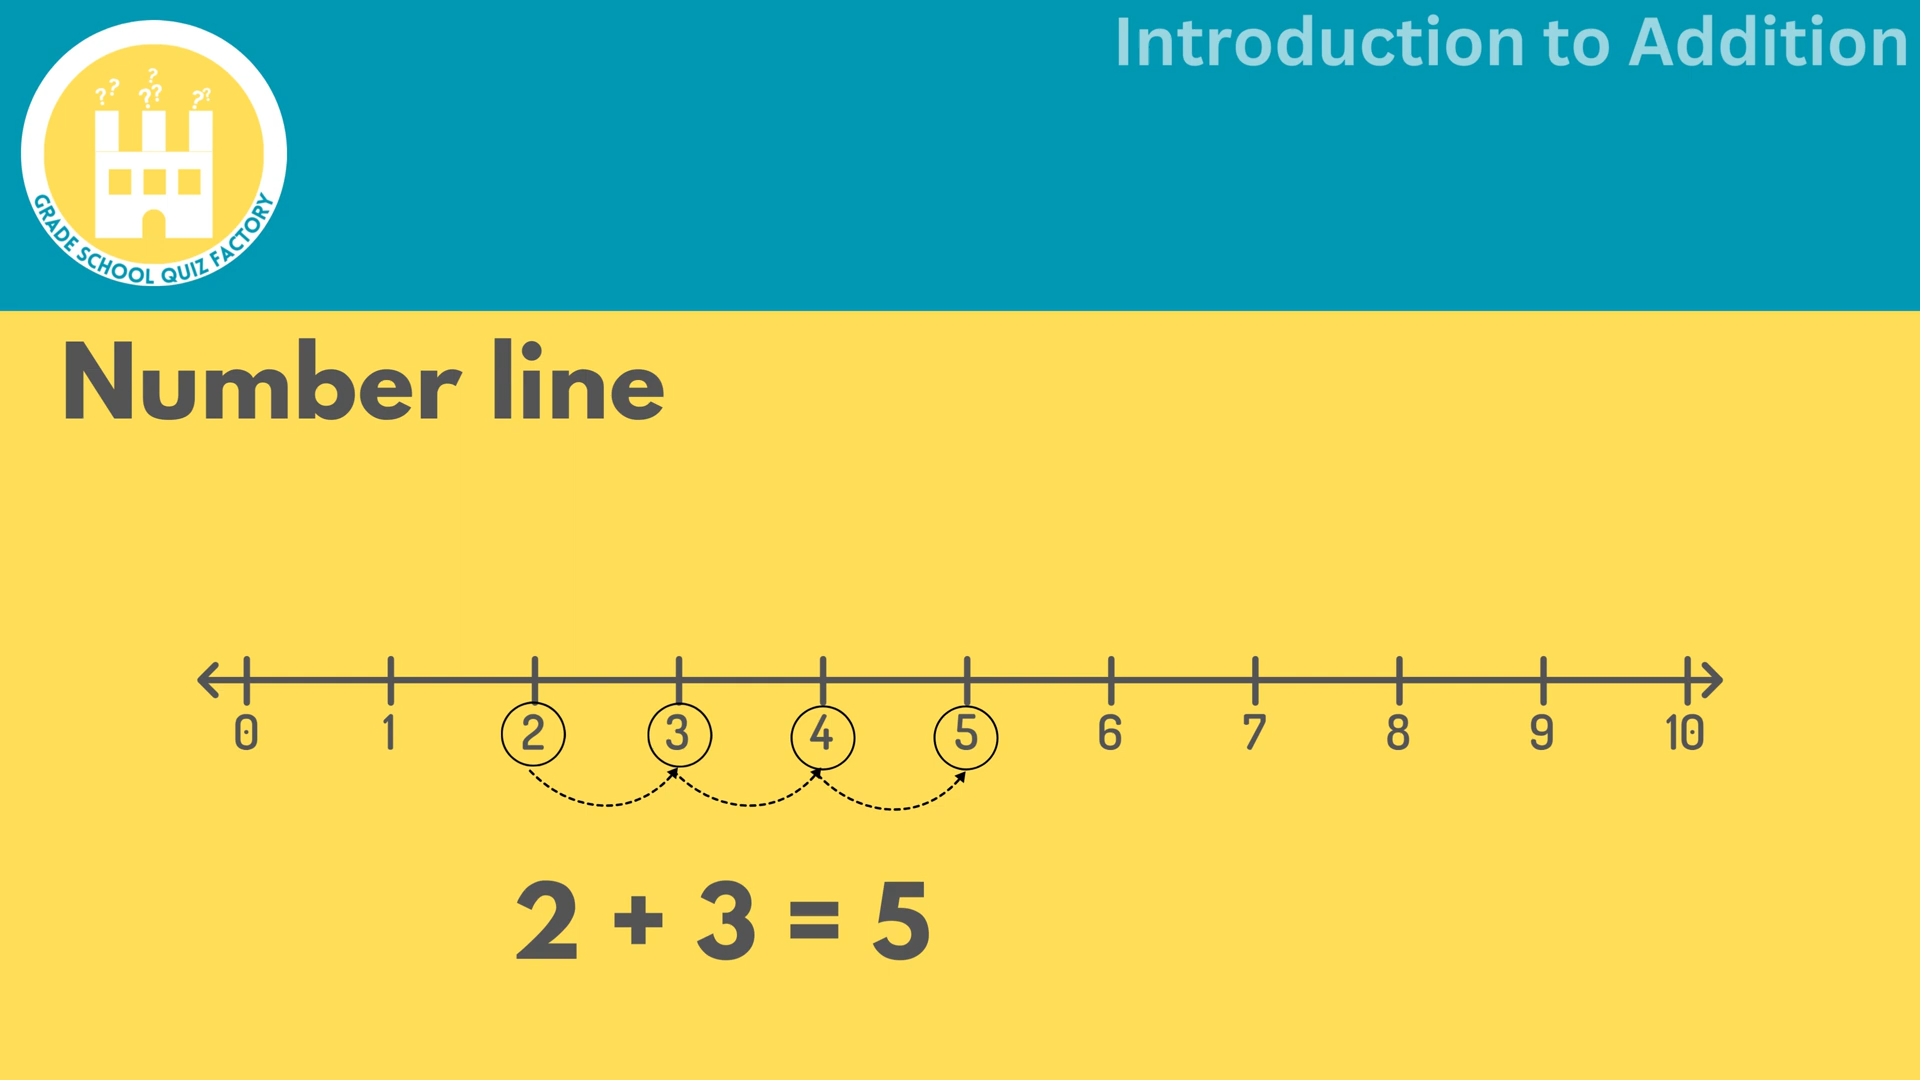 Introduction to Addition
? ? ? ? ? ? ?
GRADE SCHOOL QUIZ FACTORY
Number line
0 1 2 3 4 5 6 7 8 9 10
2 + 3 = 5